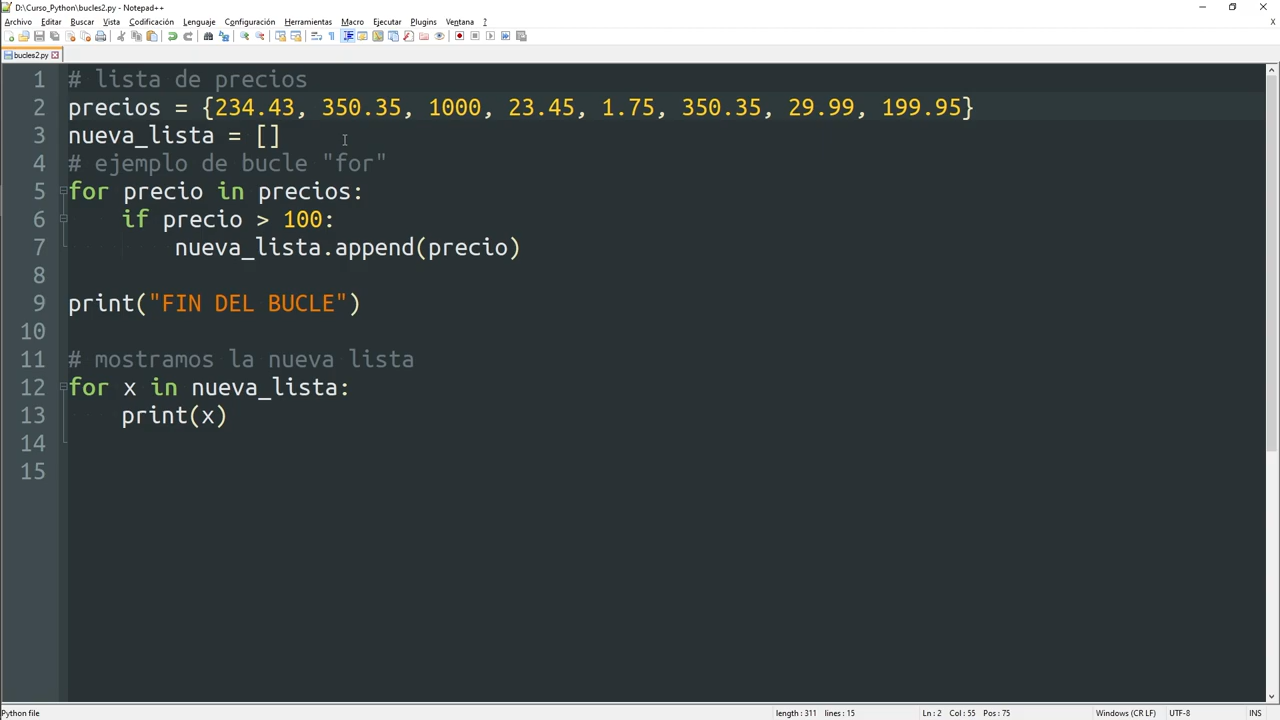 D:\Curso_Python\bucles2.py - Notepad++
Archivo Editar Buscar Vista Codificación Lenguaje Configuración Herramientas Macro Ejecutar Plugins Ventana ? X
bucles2.py
1 # lista de precios
2 precios = {234.43, 350.35, 1000, 23.45, 1.75, 350.35, 29.99, 199.95}
3 nueva_lista = []
4 # ejemplo de bucle "for"
5 for precio in precios:
6     if precio > 100:
7         nueva_lista.append(precio)
8
9 print("FIN DEL BUCLE")
10
11 # mostramos la nueva lista
12 for x in nueva_lista:
13     print(x)
14
15
Python file length : 311 lines : 15 Ln : 2 Col : 55 Pos : 75 Windows (CR LF) UTF-8 INS